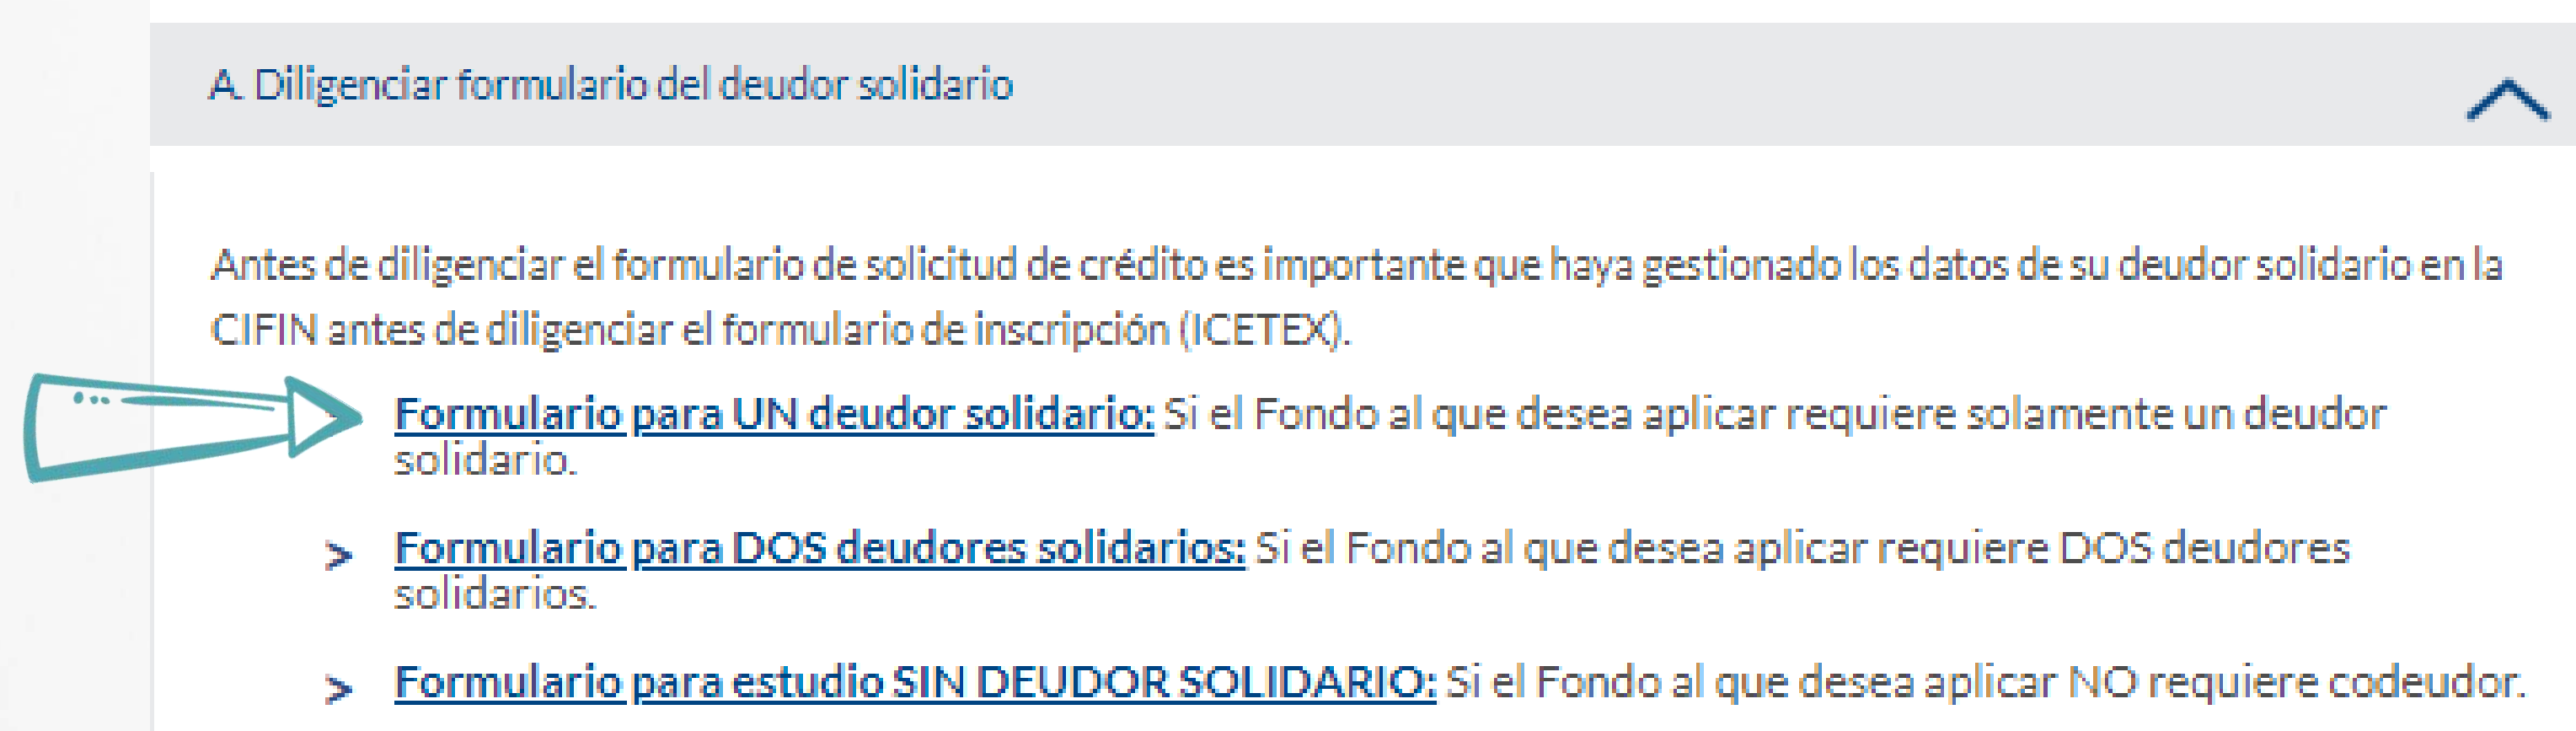 A. Diligenciar formulario del deudor solidario
Antes de diligenciar el formulario de solicitud de crédito es importante que haya gestionado los datos de su deudor solidario en la
CIFIN antes de diligenciar el formulario de inscripción (ICETEX).
Formulario para UN deudor solidario: Si el Fondo al que desea aplicar requiere solamente un deudor
solidario.
> Formulario para DOS deudores solidarios: Si el Fondo al que desea aplicar requiere DOS deudores
solidarios.
> Formulario para estudio SIN DEUDOR SOLIDARIO: Si el Fondo al que desea aplicar NO requiere codeudor.